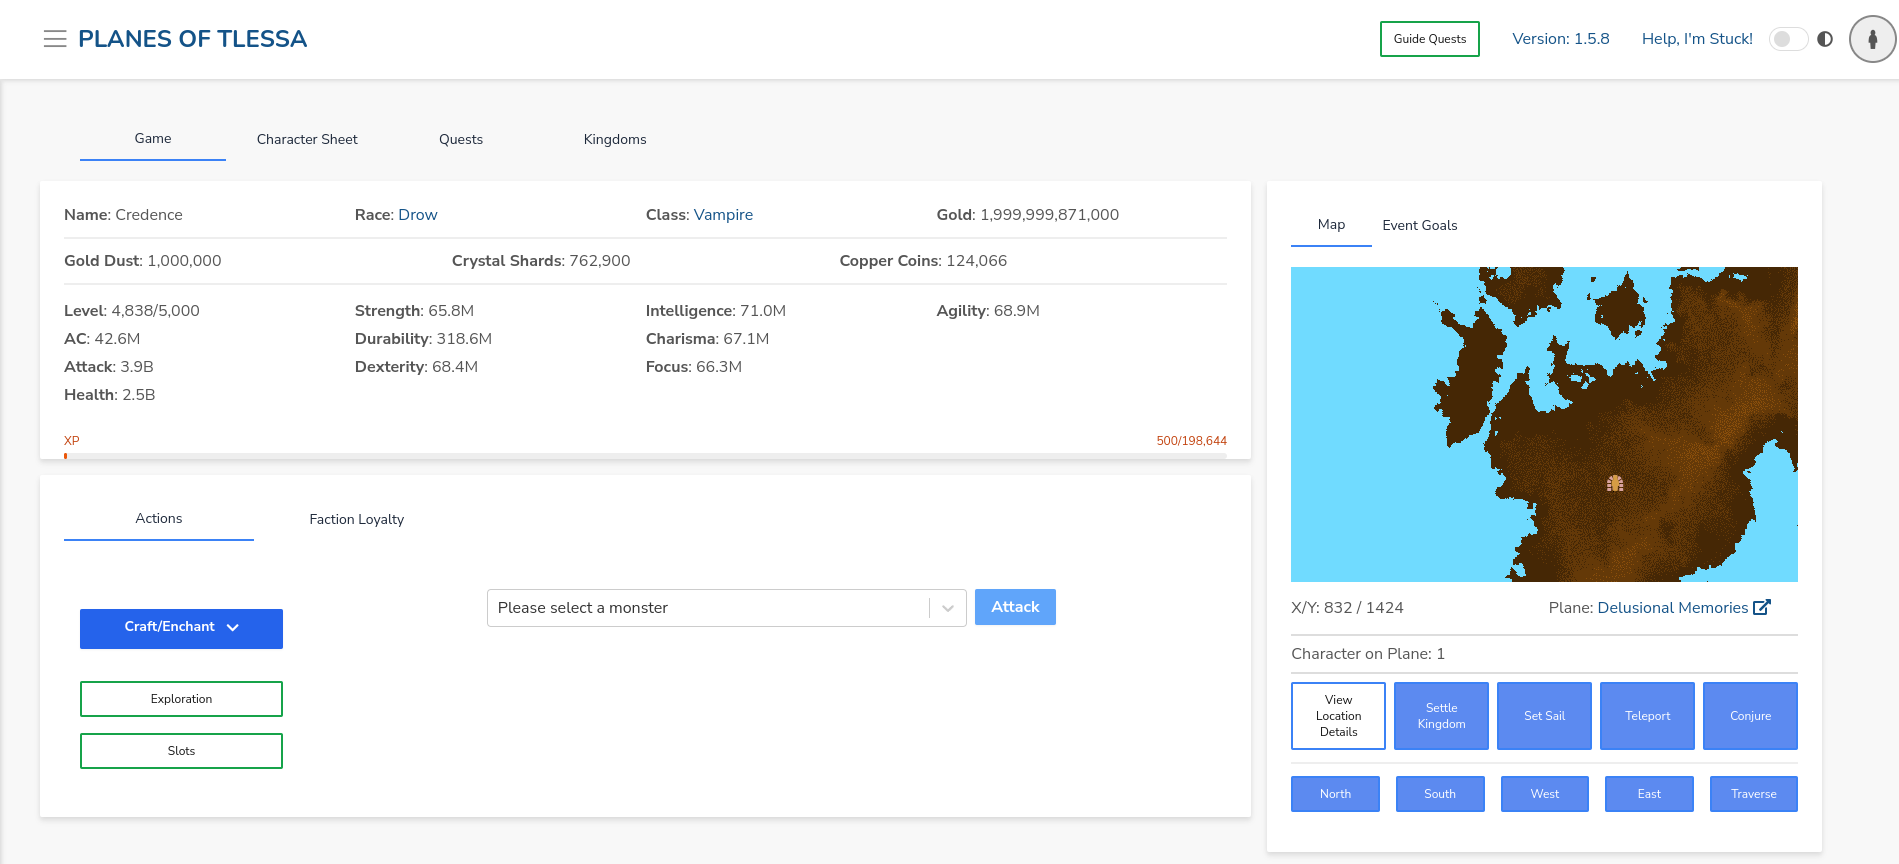 PLANES OF TLESSA
Guide Quests
Version: 1.5.8
Help, I'm Stuck!
Game
Character Sheet
Quests
Kingdoms
Name: Credence
Race: Drow
Class: Vampire
Gold: 1,999,999,871,000
Gold Dust: 1,000,000
Crystal Shards: 762,900
Copper Coins: 124,066
Level: 4,838/5,000
AC: 42.6M
Attack: 3.9B
Health: 2.5B
Strength: 65.8M
Durability: 318.6M
Dexterity: 68.4M
Intelligence: 71.0M
Charisma: 67.1M
Focus: 66.3M
Agility: 68.9M
XP
500/198,644
Actions
Faction Loyalty
Craft/Enchant
Exploration
Slots
Please select a monster
Attack
Map
Event Goals
X/Y: 832 / 1424
Plane: Delusional Memories
Character on Plane: 1
View
Location
Details
Settle
Kingdom
Set Sail
Teleport
Conjure
North
South
West
East
Traverse